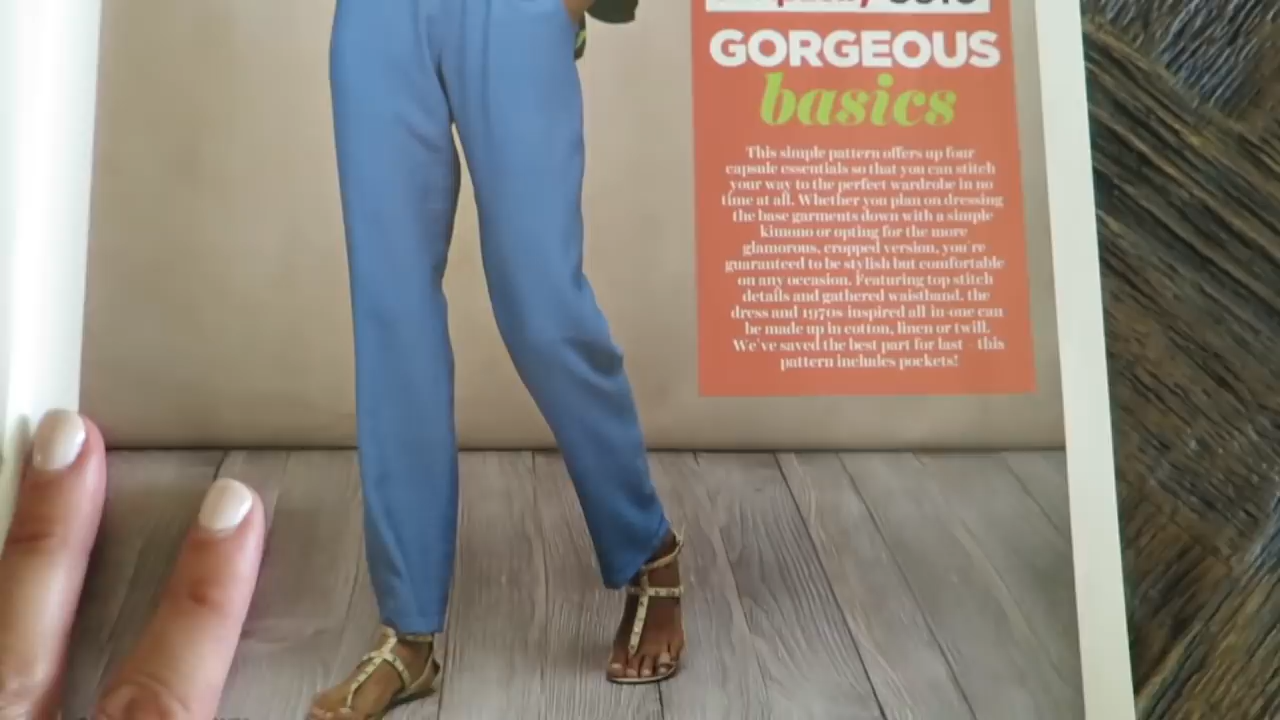 GORGEOUS
basics
This simple pattern offers up four
capsule essentials so that you can stitch
your way to the perfect wardrobe in no
time at all. Whether you plan on dressing
the base garments down with a simple
kimono or opting for the more
glamorous, cropped version, you're
guaranteed to be stylish but comfortable
on any occasion. Featuring top stitch
details and gathered waistband, the
dress and 1970s-inspired all-in-one can
be made up in cotton, linen or twill.
We've saved the best part for last – this
pattern includes pockets!